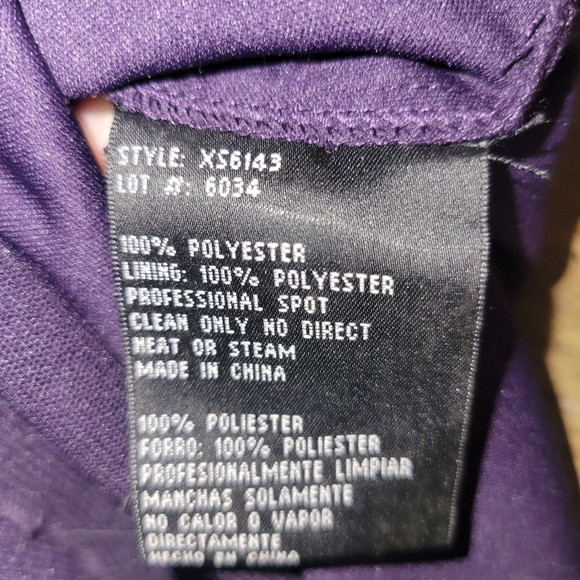 STYLE: XS6143
LOT #: 6034
100% POLYESTER
LINING: 100% POLYESTER
PROFESSIONAL SPOT
CLEAN ONLY NO DIRECT
HEAT OR STEAM
MADE IN CHINA
100% POLIESTER
FORRO: 100% POLIESTER
PROFESIONALMENTE LIMPIAR
MANCHAS SOLAMENTE
NO CALOR O VAPOR
DIRECTAMENTE
HECHO EN CHINA